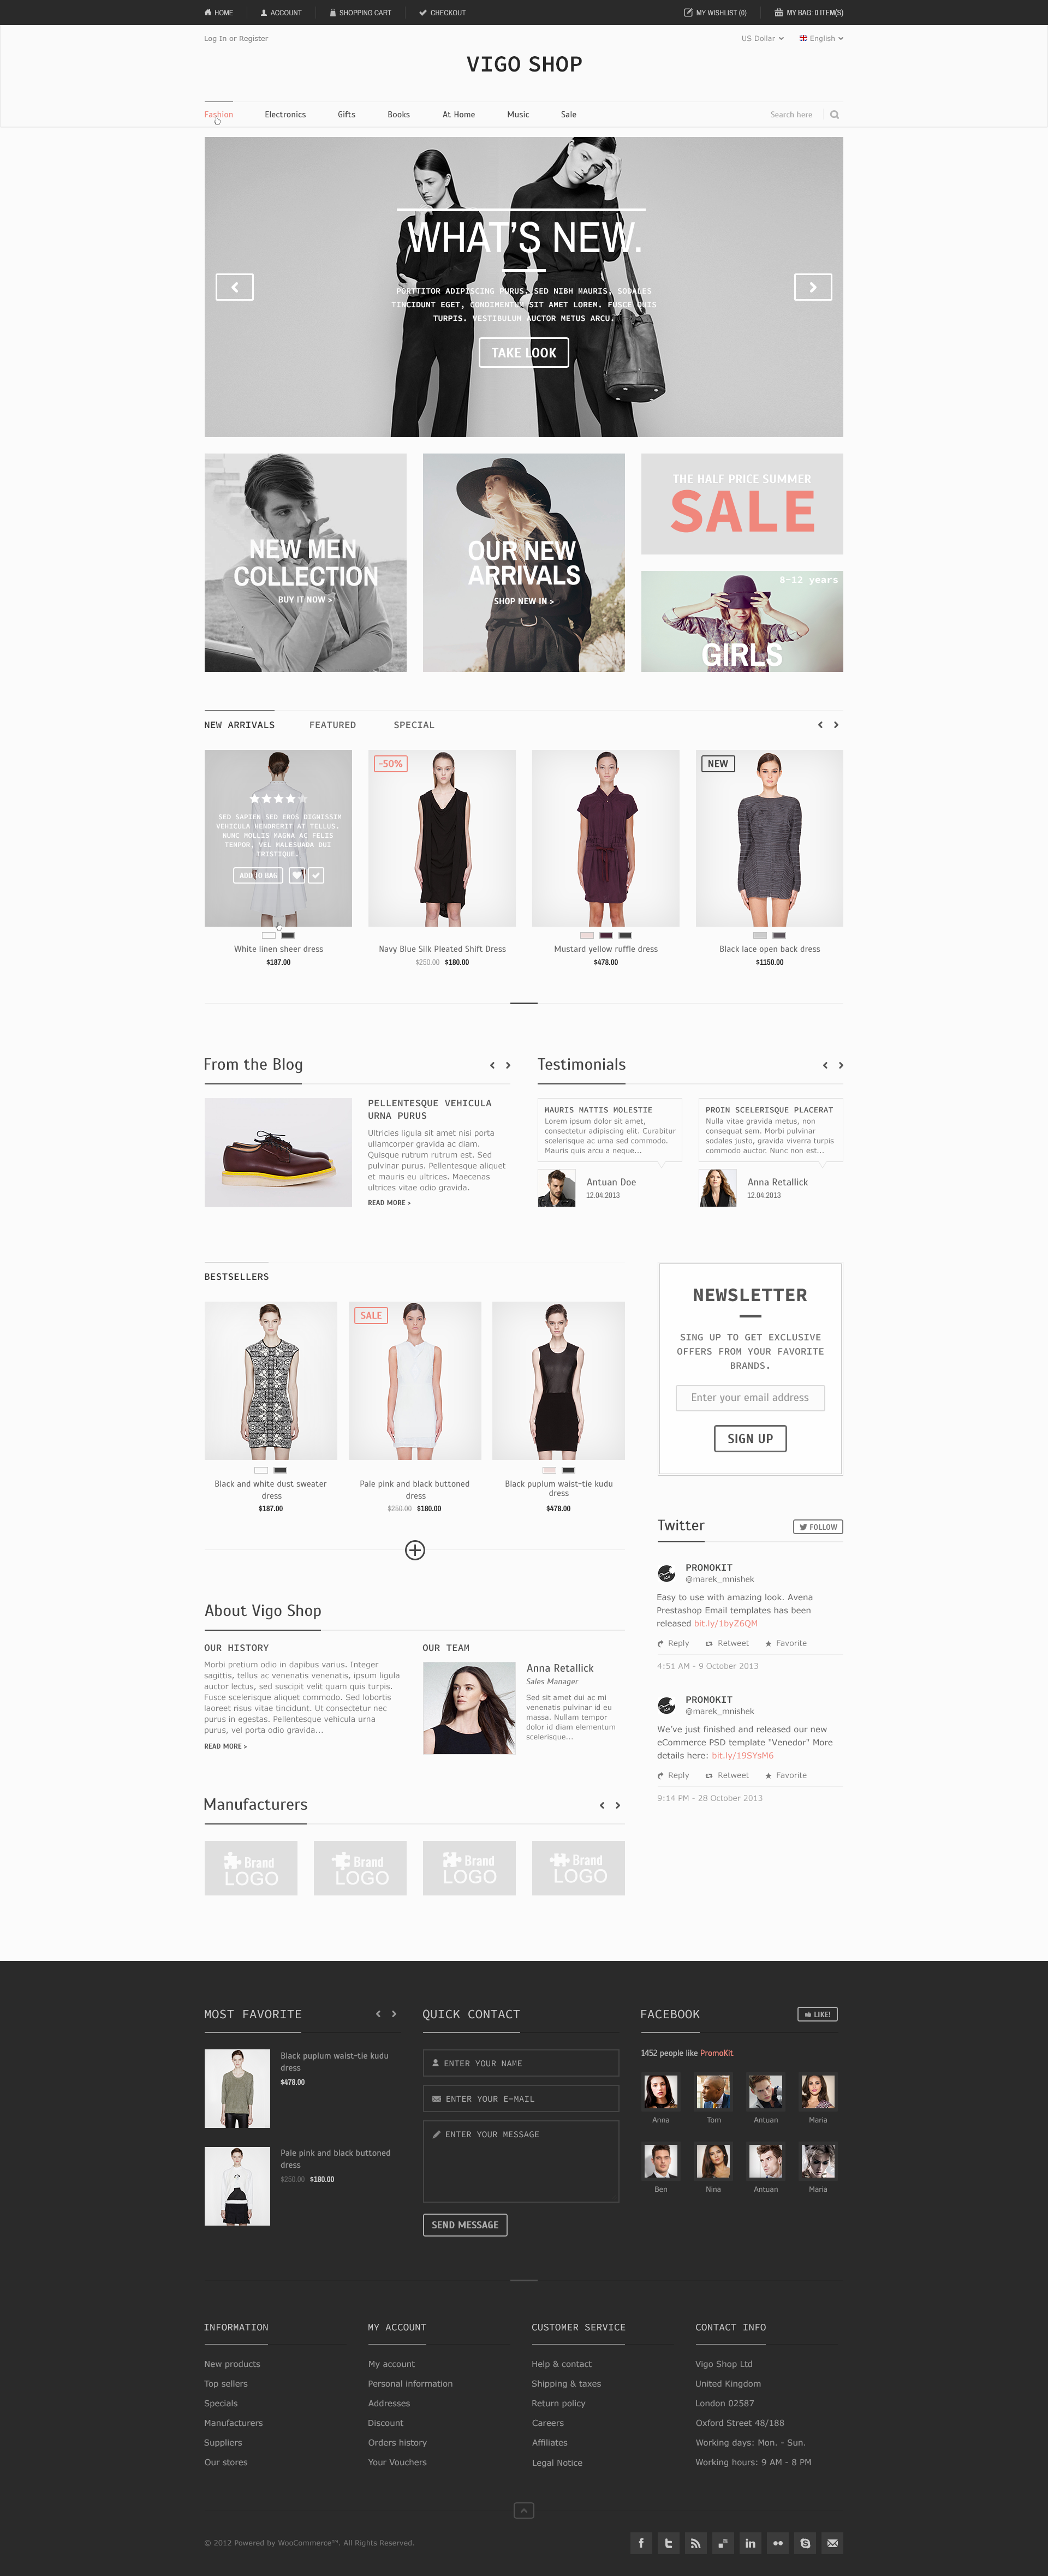 HOME ACCOUNT SHOPPING CART CHECKOUT MY WISHLIST (0) MY BAG: 0 ITEM(S)
Log In or Register US Dollar English
VIGO SHOP
Fashion Electronics Gifts Books At Home Music Sale Search here
WHAT'S NEW.
PORTTITOR ADIPISCING PURUS, SED NIBH MAURIS, SODALES
TINCIDUNT EGET, CONDIMENTUM SIT AMET LOREM. FUSCE QUIS
TURPIS. VESTIBULUM AUCTOR METUS ARCU.
TAKE LOOK
NEW MEN
COLLECTION
BUY IT NOW >
OUR NEW
ARRIVALS
SHOP NEW IN >
THE HALF PRICE SUMMER
SALE
8-12 years
GIRLS
NEW ARRIVALS FEATURED SPECIAL
SED SAPIEN SED EROS DIGNISSIM
VEHICULA HENDRERIT AT TELLUS.
NUNC MOLLIS MAGNA AC FELIS
TEMPOR, VEL MALESUADA DUI
TRISTIQUE.
ADD TO BAG
White linen sheer dress
$187.00
-50%
Navy Blue Silk Pleated Shift Dress
$250.00 $180.00
Mustard yellow ruffle dress
$478.00
NEW
Black lace open back dress
$1150.00
From the Blog
PELLENTESQUE VEHICULA
URNA PURUS
Ultricies ligula sit amet nisi porta
ullamcorper gravida ac diam.
Quisque rutrum rutrum est. Sed
pulvinar purus. Pellentesque aliquet
et mauris eu ultrices. Maecenas
ultrices vitae odio gravida.
READ MORE >
Testimonials
MAURIS MATTIS MOLESTIE
Lorem ipsum dolor sit amet,
consectetur adipiscing elit. Curabitur
scelerisque ac urna sed commodo.
Mauris quis arcu a neque...
Antuan Doe
12.04.2013
PROIN SCELERISQUE PLACERAT
Nulla vitae gravida metus, non
consequat sem. Morbi pulvinar
sodales justo, gravida viverra turpis
commodo auctor. Nunc non est...
Anna Retallick
12.04.2013
BESTSELLERS
Black and white dust sweater
dress
$187.00
SALE
Pale pink and black buttoned
dress
$250.00 $180.00
Black puplum waist-tie kudu
dress
$478.00
NEWSLETTER
SING UP TO GET EXCLUSIVE
OFFERS FROM YOUR FAVORITE
BRANDS.
Enter your email address
SIGN UP
Twitter FOLLOW
PROMOKIT
@marek_mnishek
Easy to use with amazing look. Avena
Prestashop Email templates has been
released bit.ly/1byZ6QM
Reply Retweet Favorite
4:51 AM - 9 October 2013
PROMOKIT
@marek_mnishek
We've just finished and released our new
eCommerce PSD template "Venedor" More
details here: bit.ly/19SYsM6
Reply Retweet Favorite
9:14 PM - 28 October 2013
About Vigo Shop
OUR HISTORY
Morbi pretium odio in dapibus varius. Integer
sagittis, tellus ac venenatis venenatis, ipsum ligula
auctor lectus, sed suscipit velit quam quis turpis.
Fusce scelerisque aliquet commodo. Sed lobortis
laoreet risus vitae tincidunt. Ut consectetur nec
purus in egestas. Pellentesque vehicula urna
purus, vel porta odio gravida...
READ MORE >
OUR TEAM
Anna Retallick
Sales Manager
Sed sit amet dui ac mi
venenatis pulvinar id eu
massa. Nullam tempor
dolor id diam elementum
scelerisque...
Manufacturers
Brand LOGO
Brand LOGO
Brand LOGO
Brand LOGO
MOST FAVORITE
Black puplum waist-tie kudu
dress
$478.00
Pale pink and black buttoned
dress
$250.00 $180.00
QUICK CONTACT
ENTER YOUR NAME
ENTER YOUR E-MAIL
ENTER YOUR MESSAGE
SEND MESSAGE
FACEBOOK LIKE!
1452 people like PromoKit
Anna Tom Antuan Maria
Ben Nina Antuan Maria
INFORMATION
New products
Top sellers
Specials
Manufacturers
Suppliers
Our stores
MY ACCOUNT
My account
Personal information
Addresses
Discount
Orders history
Your Vouchers
CUSTOMER SERVICE
Help & contact
Shipping & taxes
Return policy
Careers
Affiliates
Legal Notice
CONTACT INFO
Vigo Shop Ltd
United Kingdom
London 02587
Oxford Street 48/188
Working days: Mon. - Sun.
Working hours: 9 AM - 8 PM
© 2012 Powered by WooCommerce™. All Rights Reserved.